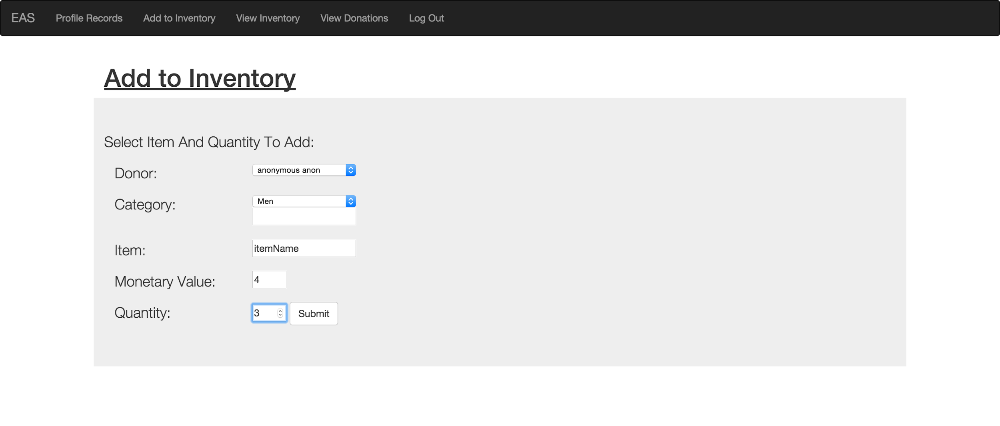 EAS Profile Records Add to Inventory View Inventory View Donations Log Out
Add to Inventory
Select Item And Quantity To Add:
Donor: anonymous anon
Category: Men
Item: itemName
Monetary Value: 4
Quantity: 3 Submit